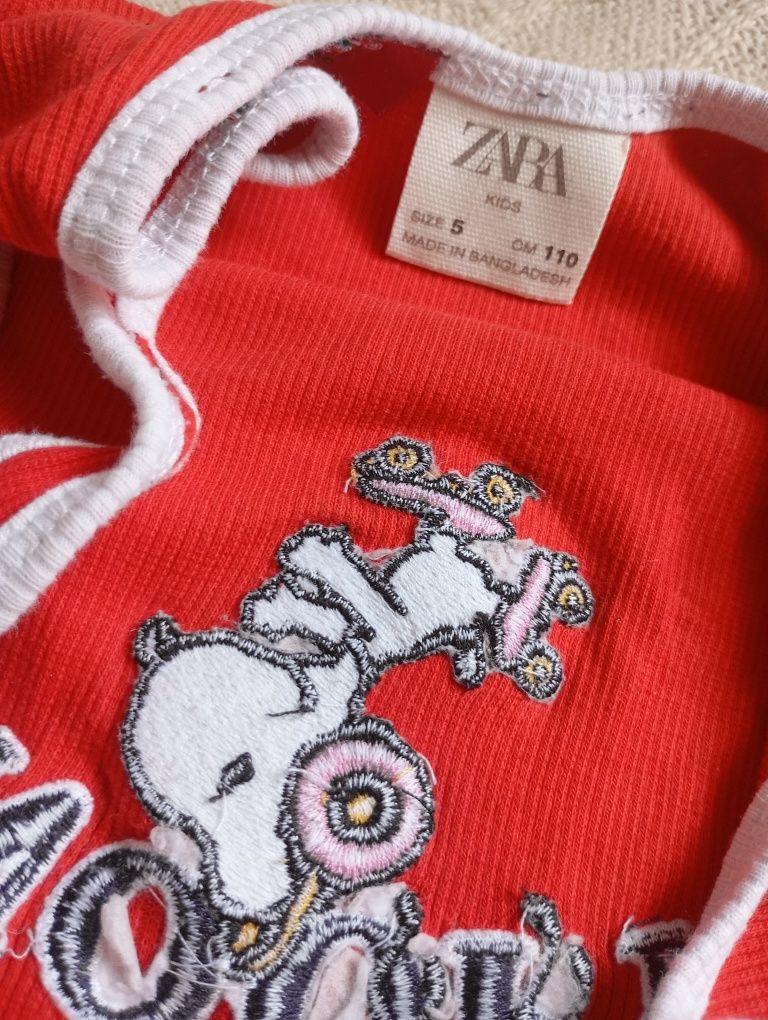 ZARA
KIDS
SIZE 5 CM 110
MADE IN BANGLADESH